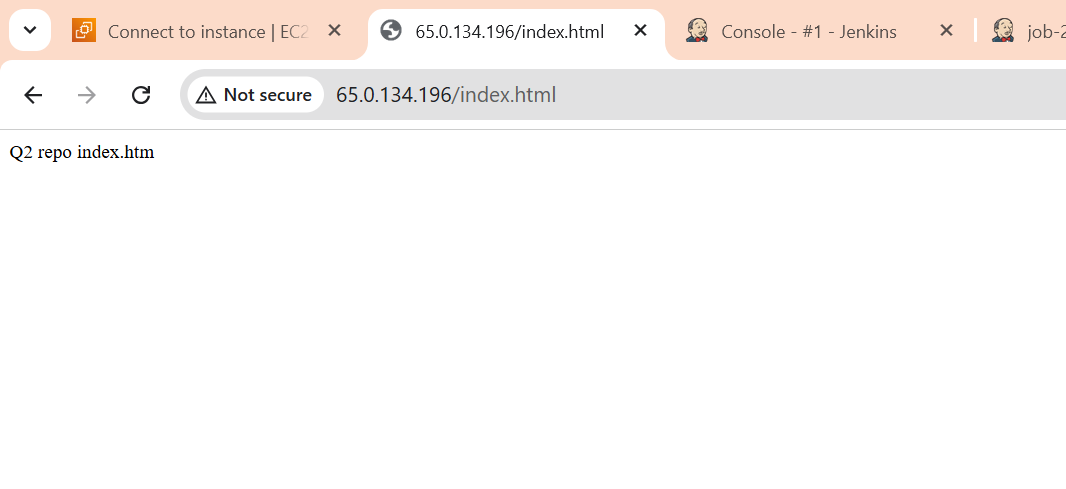 Connect to instance | EC2
65.0.134.196/index.html
Console - #1 - Jenkins
job-2
Not secure
65.0.134.196/index.html
Q2 repo index.htm